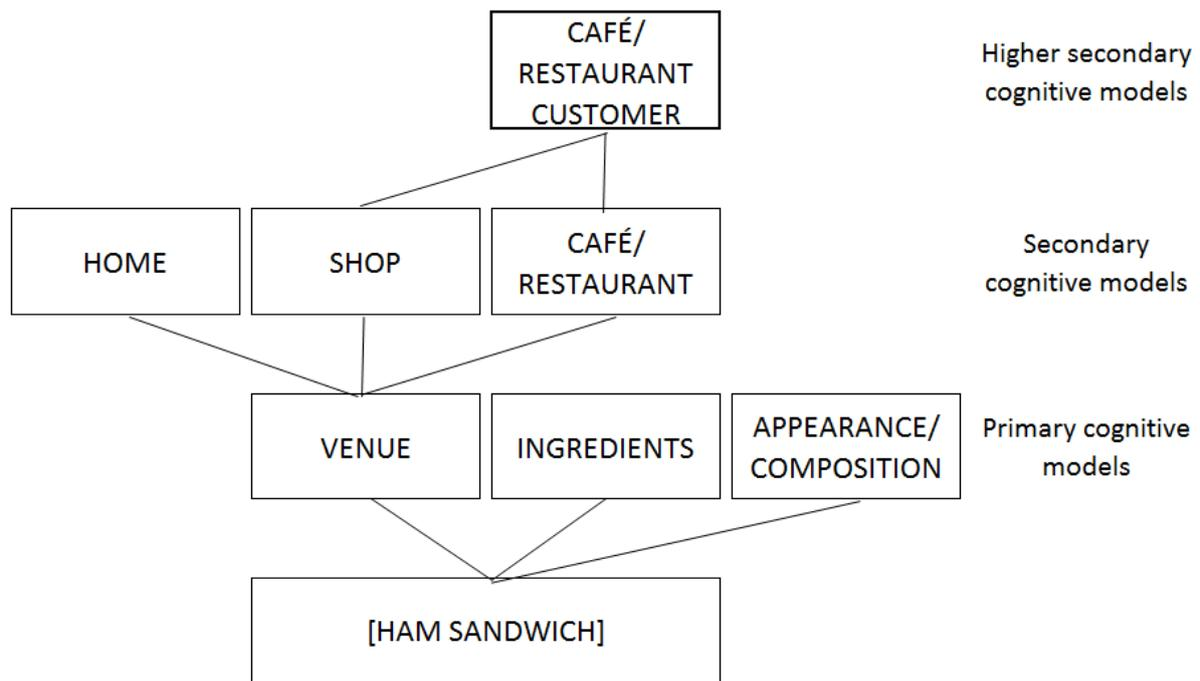 CAFÉ/
RESTAURANT
CUSTOMER
Higher secondary
cognitive models
HOME
SHOP
CAFÉ/
RESTAURANT
Secondary
cognitive models
VENUE
INGREDIENTS
APPEARANCE/
COMPOSITION
Primary cognitive
models
[HAM SANDWICH]